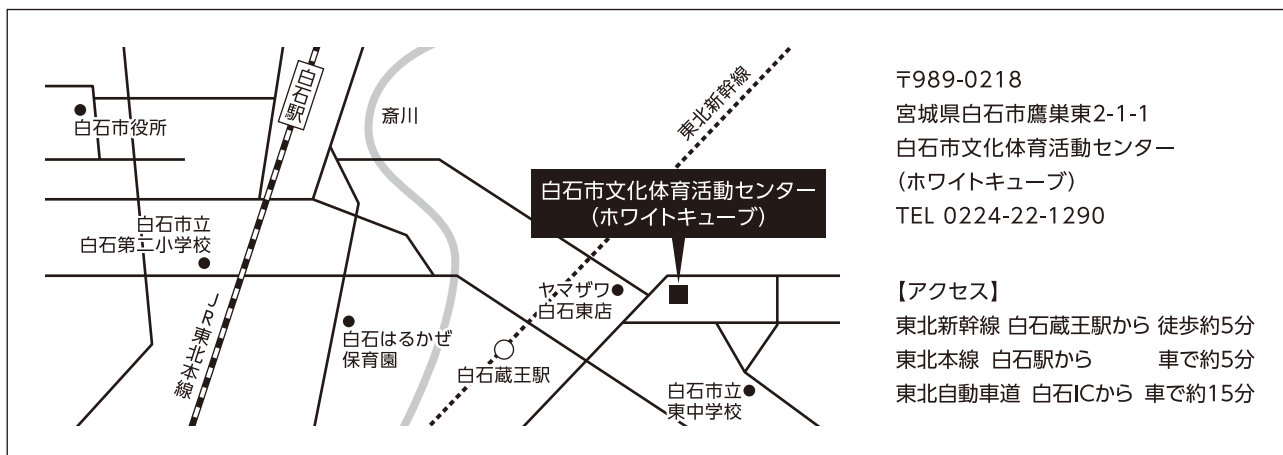 白石市役所
白石駅
斎川
東北新幹線
白石市文化体育活動センター
(ホワイトキューブ)
白石市立
白石第二小学校
JR東北本線
白石はるかぜ
保育園
ヤマザワ
白石東店
白石蔵王駅
白石市立
東中学校
〒989-0218
宮城県白石市鷹巣東2-1-1
白石市文化体育活動センター
(ホワイトキューブ)
TEL 0224-22-1290
【アクセス】
東北新幹線 白石蔵王駅から 徒歩約5分
東北本線 白石駅から 車で約5分
東北自動車道 白石ICから 車で約15分